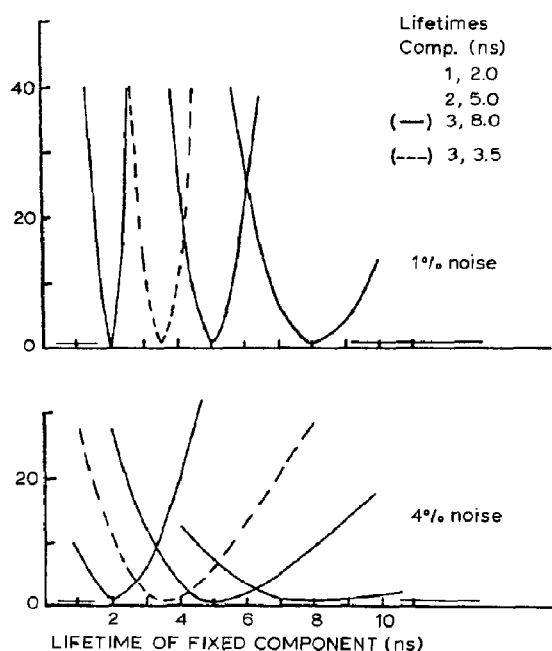 Lifetimes
Comp. (ns)
1, 2.0
2, 5.0
(—) 3, 8.0
(---) 3, 3.5
40
20
0
1% noise
20
0
4% noise
0 2 4 6 8 10
LIFETIME OF FIXED COMPONENT (ns)